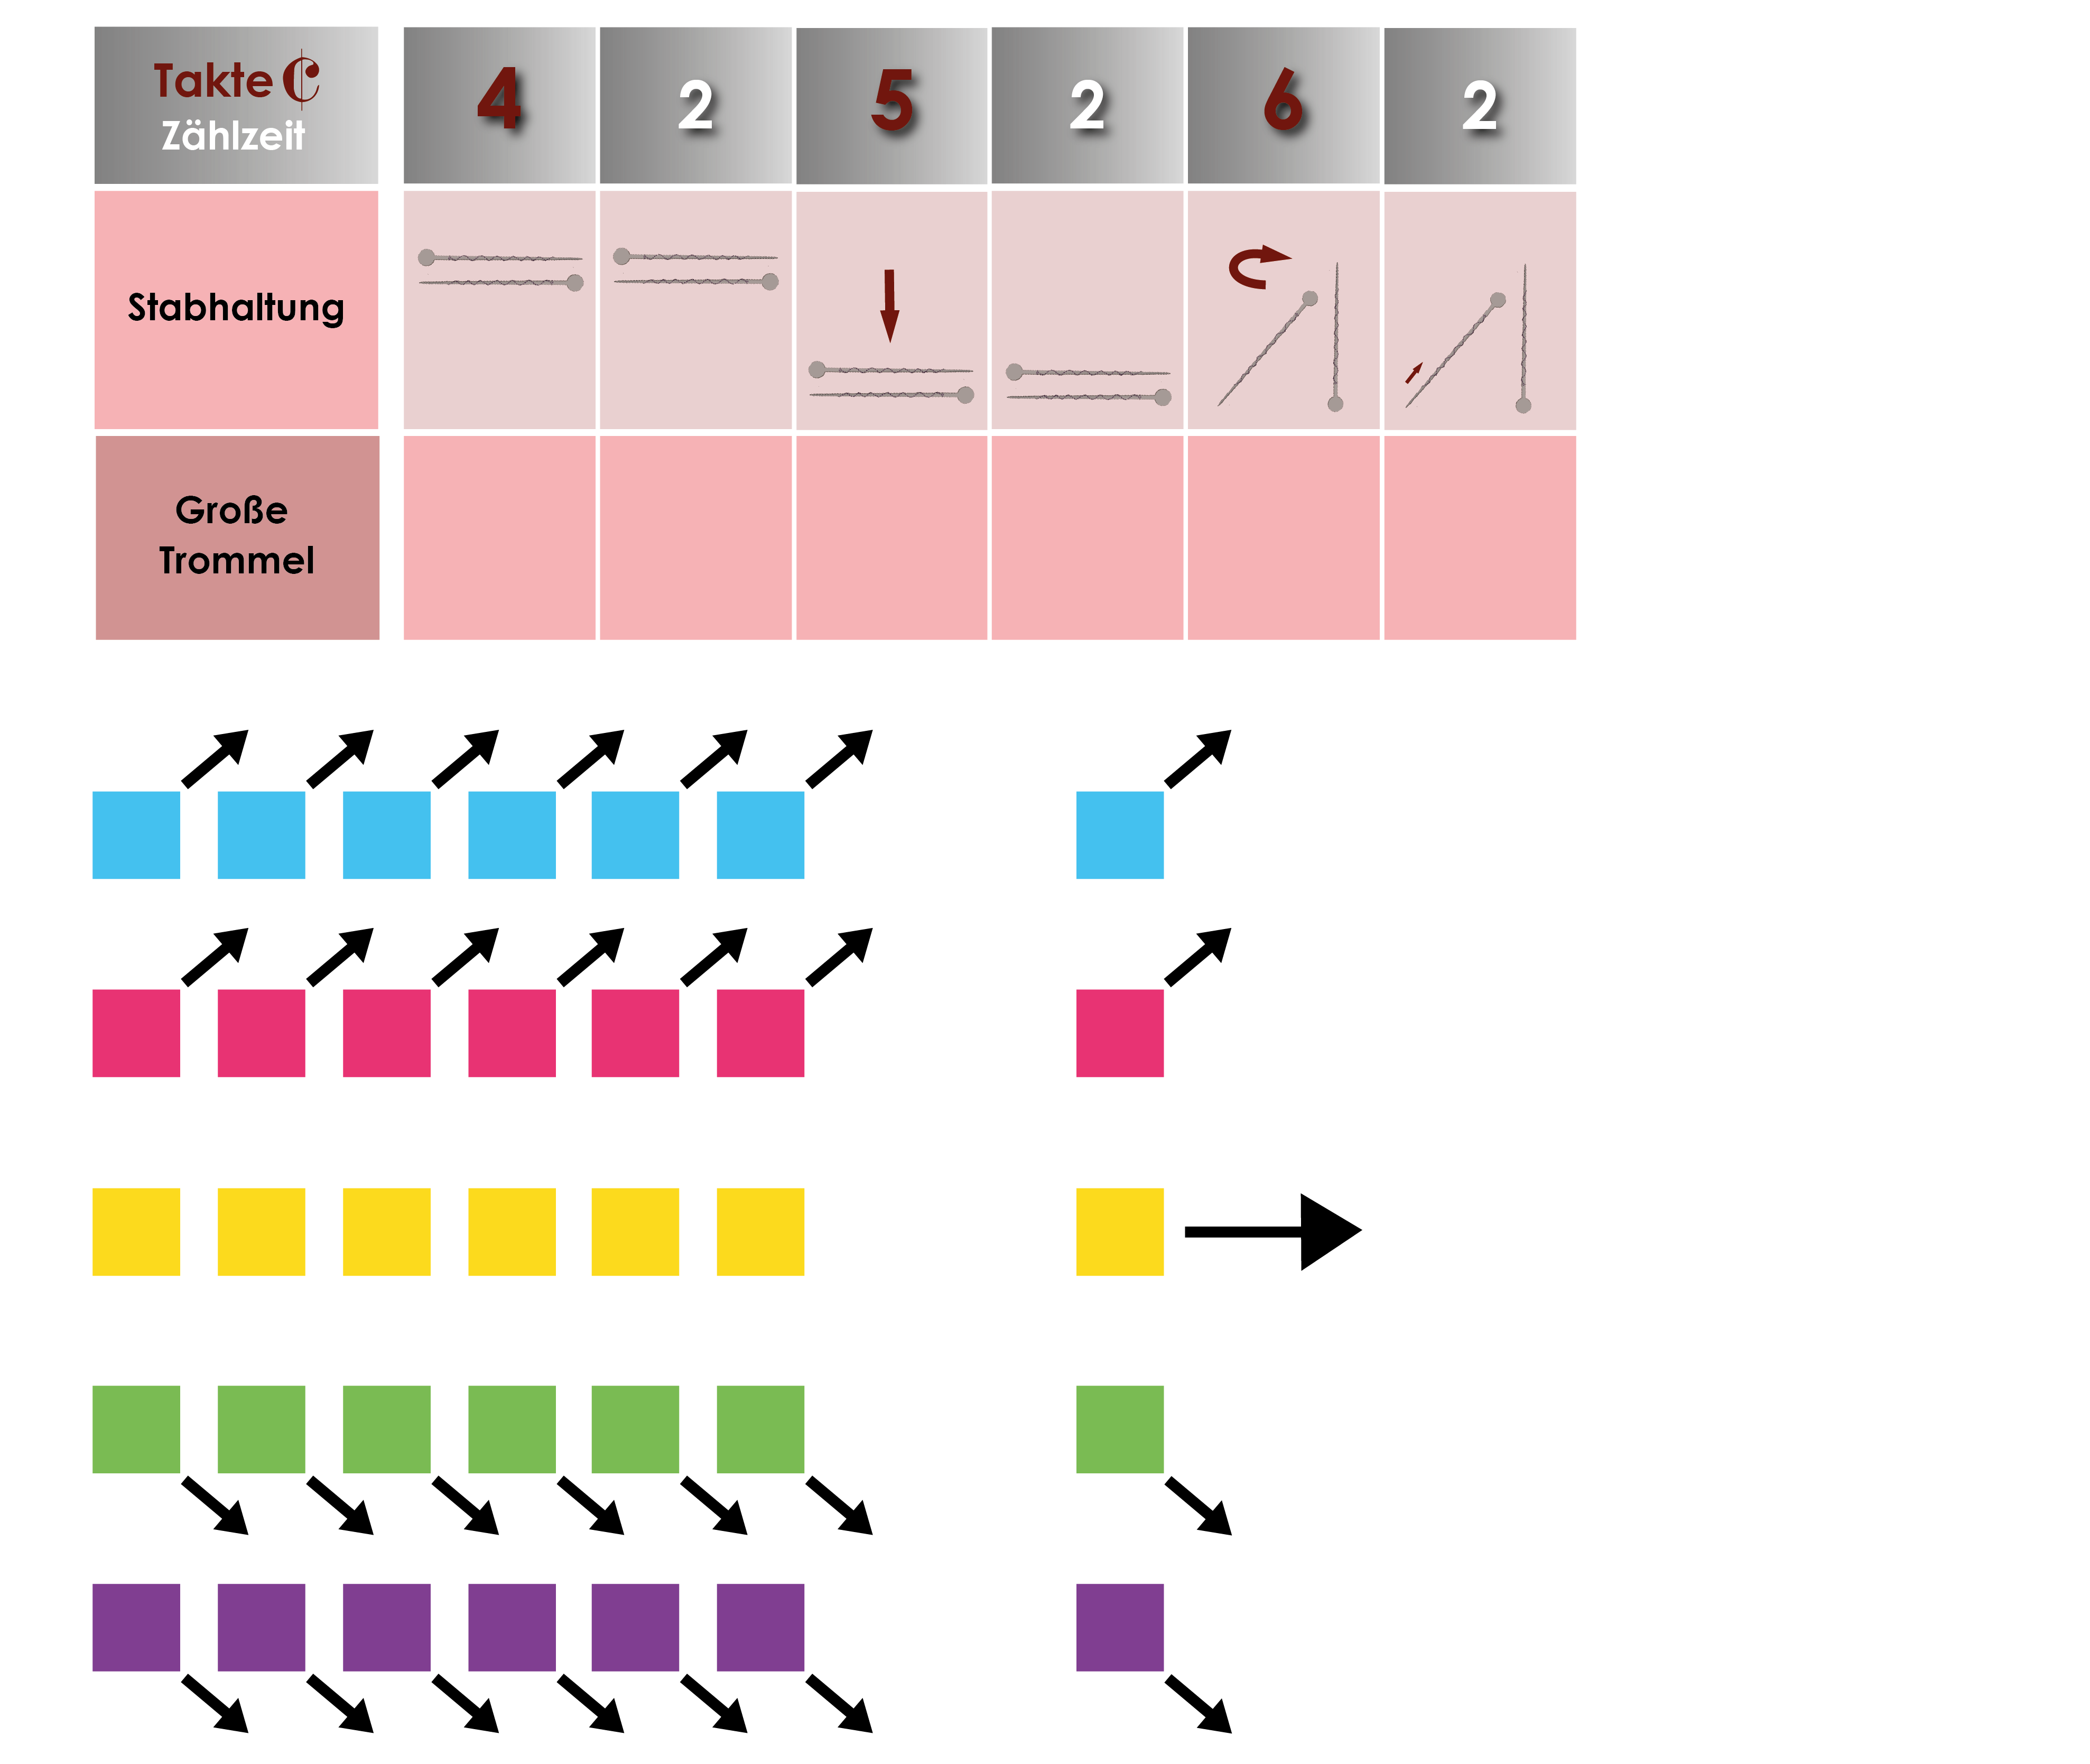 Takte ¢
Zählzeit
4 2 5 2 6 2
Stabhaltung
Große
Trommel